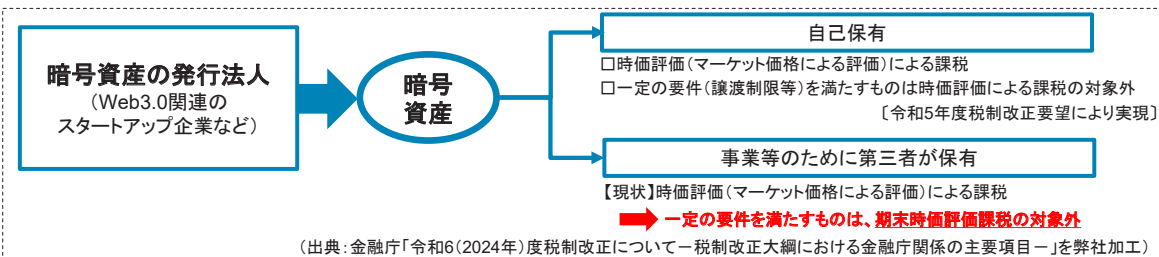 暗号資産の発行法人
（Web3.0関連の
スタートアップ企業など）
暗号
資産
自己保有
□時価評価（マーケット価格による評価）による課税
□一定の要件（譲渡制限等）を満たすものは時価評価による課税の対象外
〔令和5年度税制改正要望により実現〕
事業等のために第三者が保有
【現状】時価評価（マーケット価格による評価）による課税
一定の要件を満たすものは、期末時価評価課税の対象外
（出典：金融庁「令和6（2024年）度税制改正について－税制改正大綱における金融庁関係の主要項目－」を弊社加工）